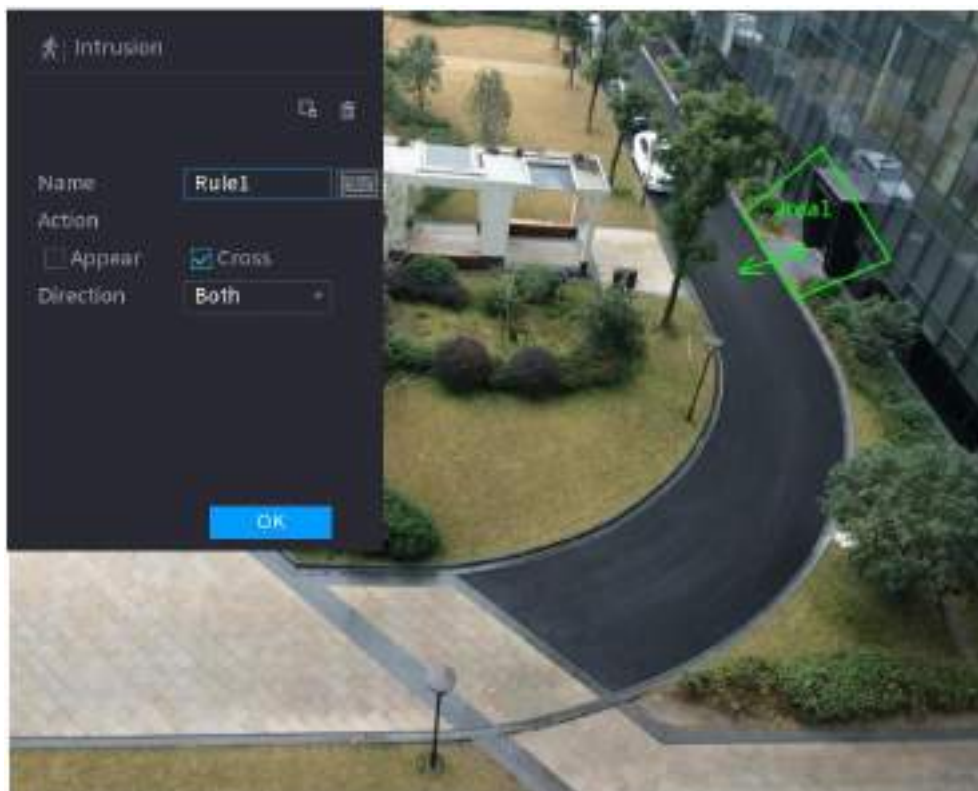 Intrusion
Name Rule1
Action
Appear Cross
Direction Both
OK